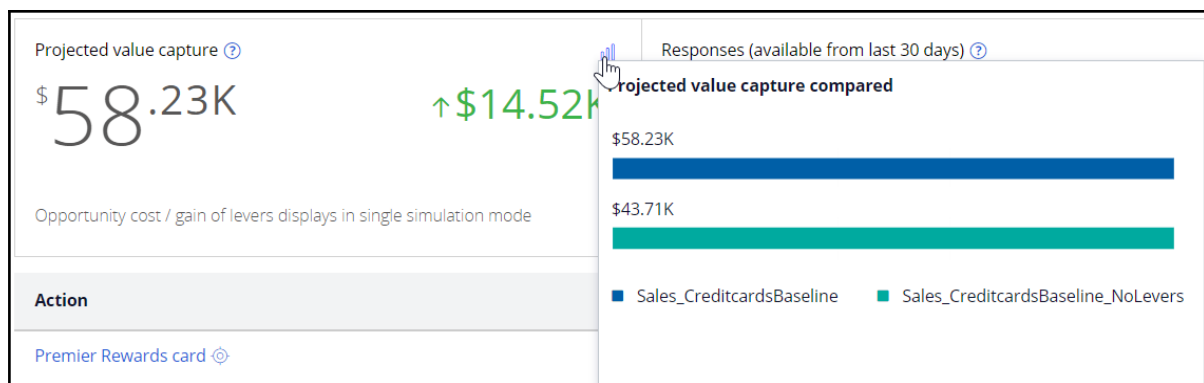 Projected value capture ?
Responses (available from last 30 days) ?
$58.23K
↑$14.52K
Projected value capture compared
$58.23K
$43.71K
Opportunity cost / gain of levers displays in single simulation mode
Sales_CreditcardsBaseline
Sales_CreditcardsBaseline_NoLevers
Action
Premier Rewards card